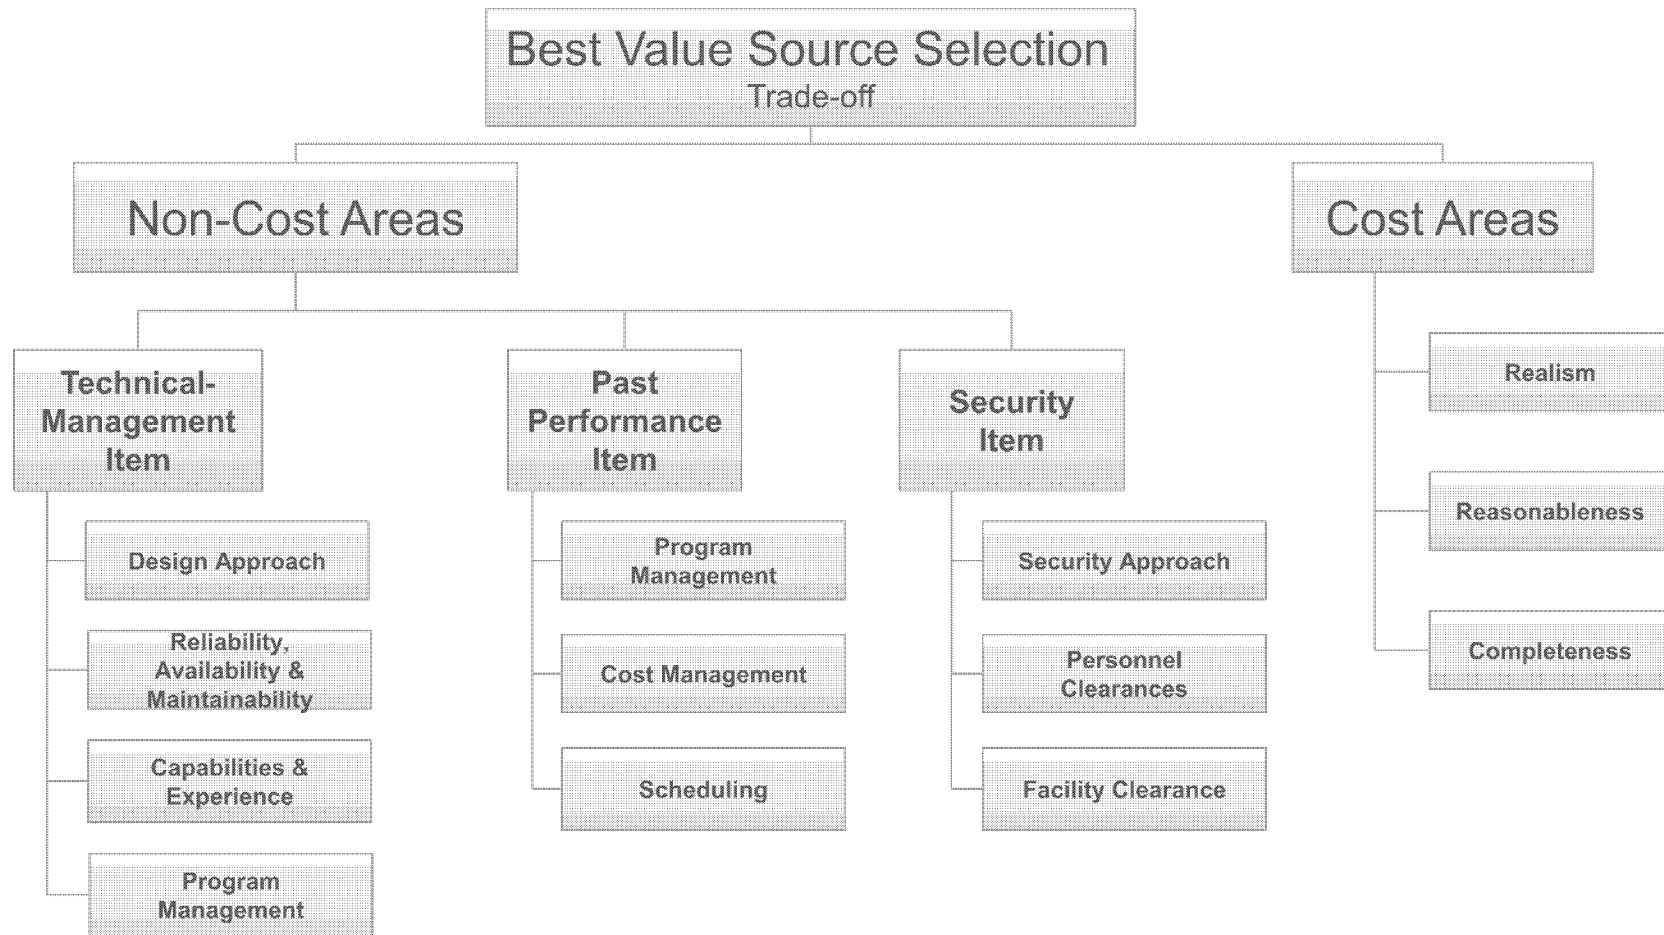 Best Value Source Selection
Trade-off
Non-Cost Areas
Cost Areas
Technical-
Management
Item
Design Approach
Reliability,
Availability &
Maintainability
Capabilities &
Experience
Program
Management
Past
Performance
Item
Program
Management
Cost Management
Scheduling
Security
Item
Security Approach
Personnel
Clearances
Facility Clearance
Realism
Reasonableness
Completeness